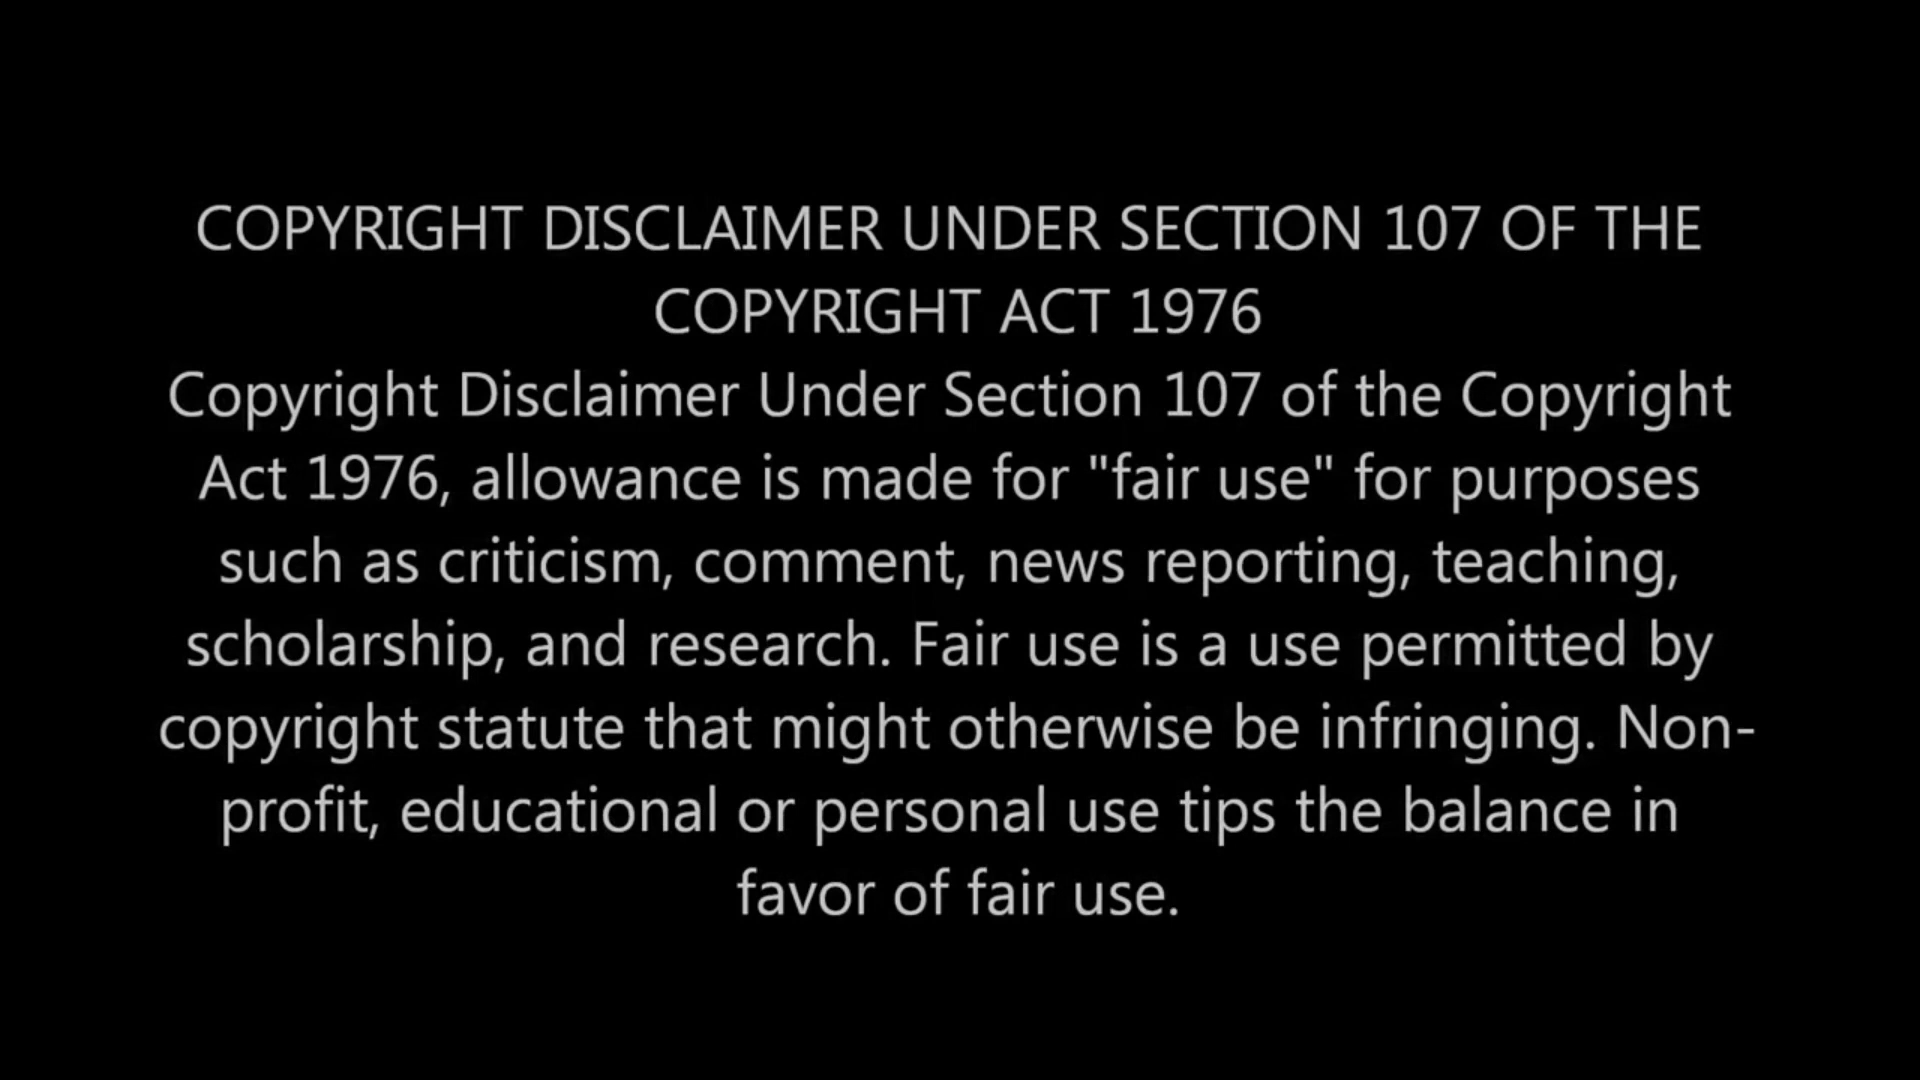 COPYRIGHT DISCLAIMER UNDER SECTION 107 OF THE
COPYRIGHT ACT 1976
Copyright Disclaimer Under Section 107 of the Copyright
Act 1976, allowance is made for "fair use" for purposes
such as criticism, comment, news reporting, teaching,
scholarship, and research. Fair use is a use permitted by
copyright statute that might otherwise be infringing. Non-
profit, educational or personal use tips the balance in
favor of fair use.